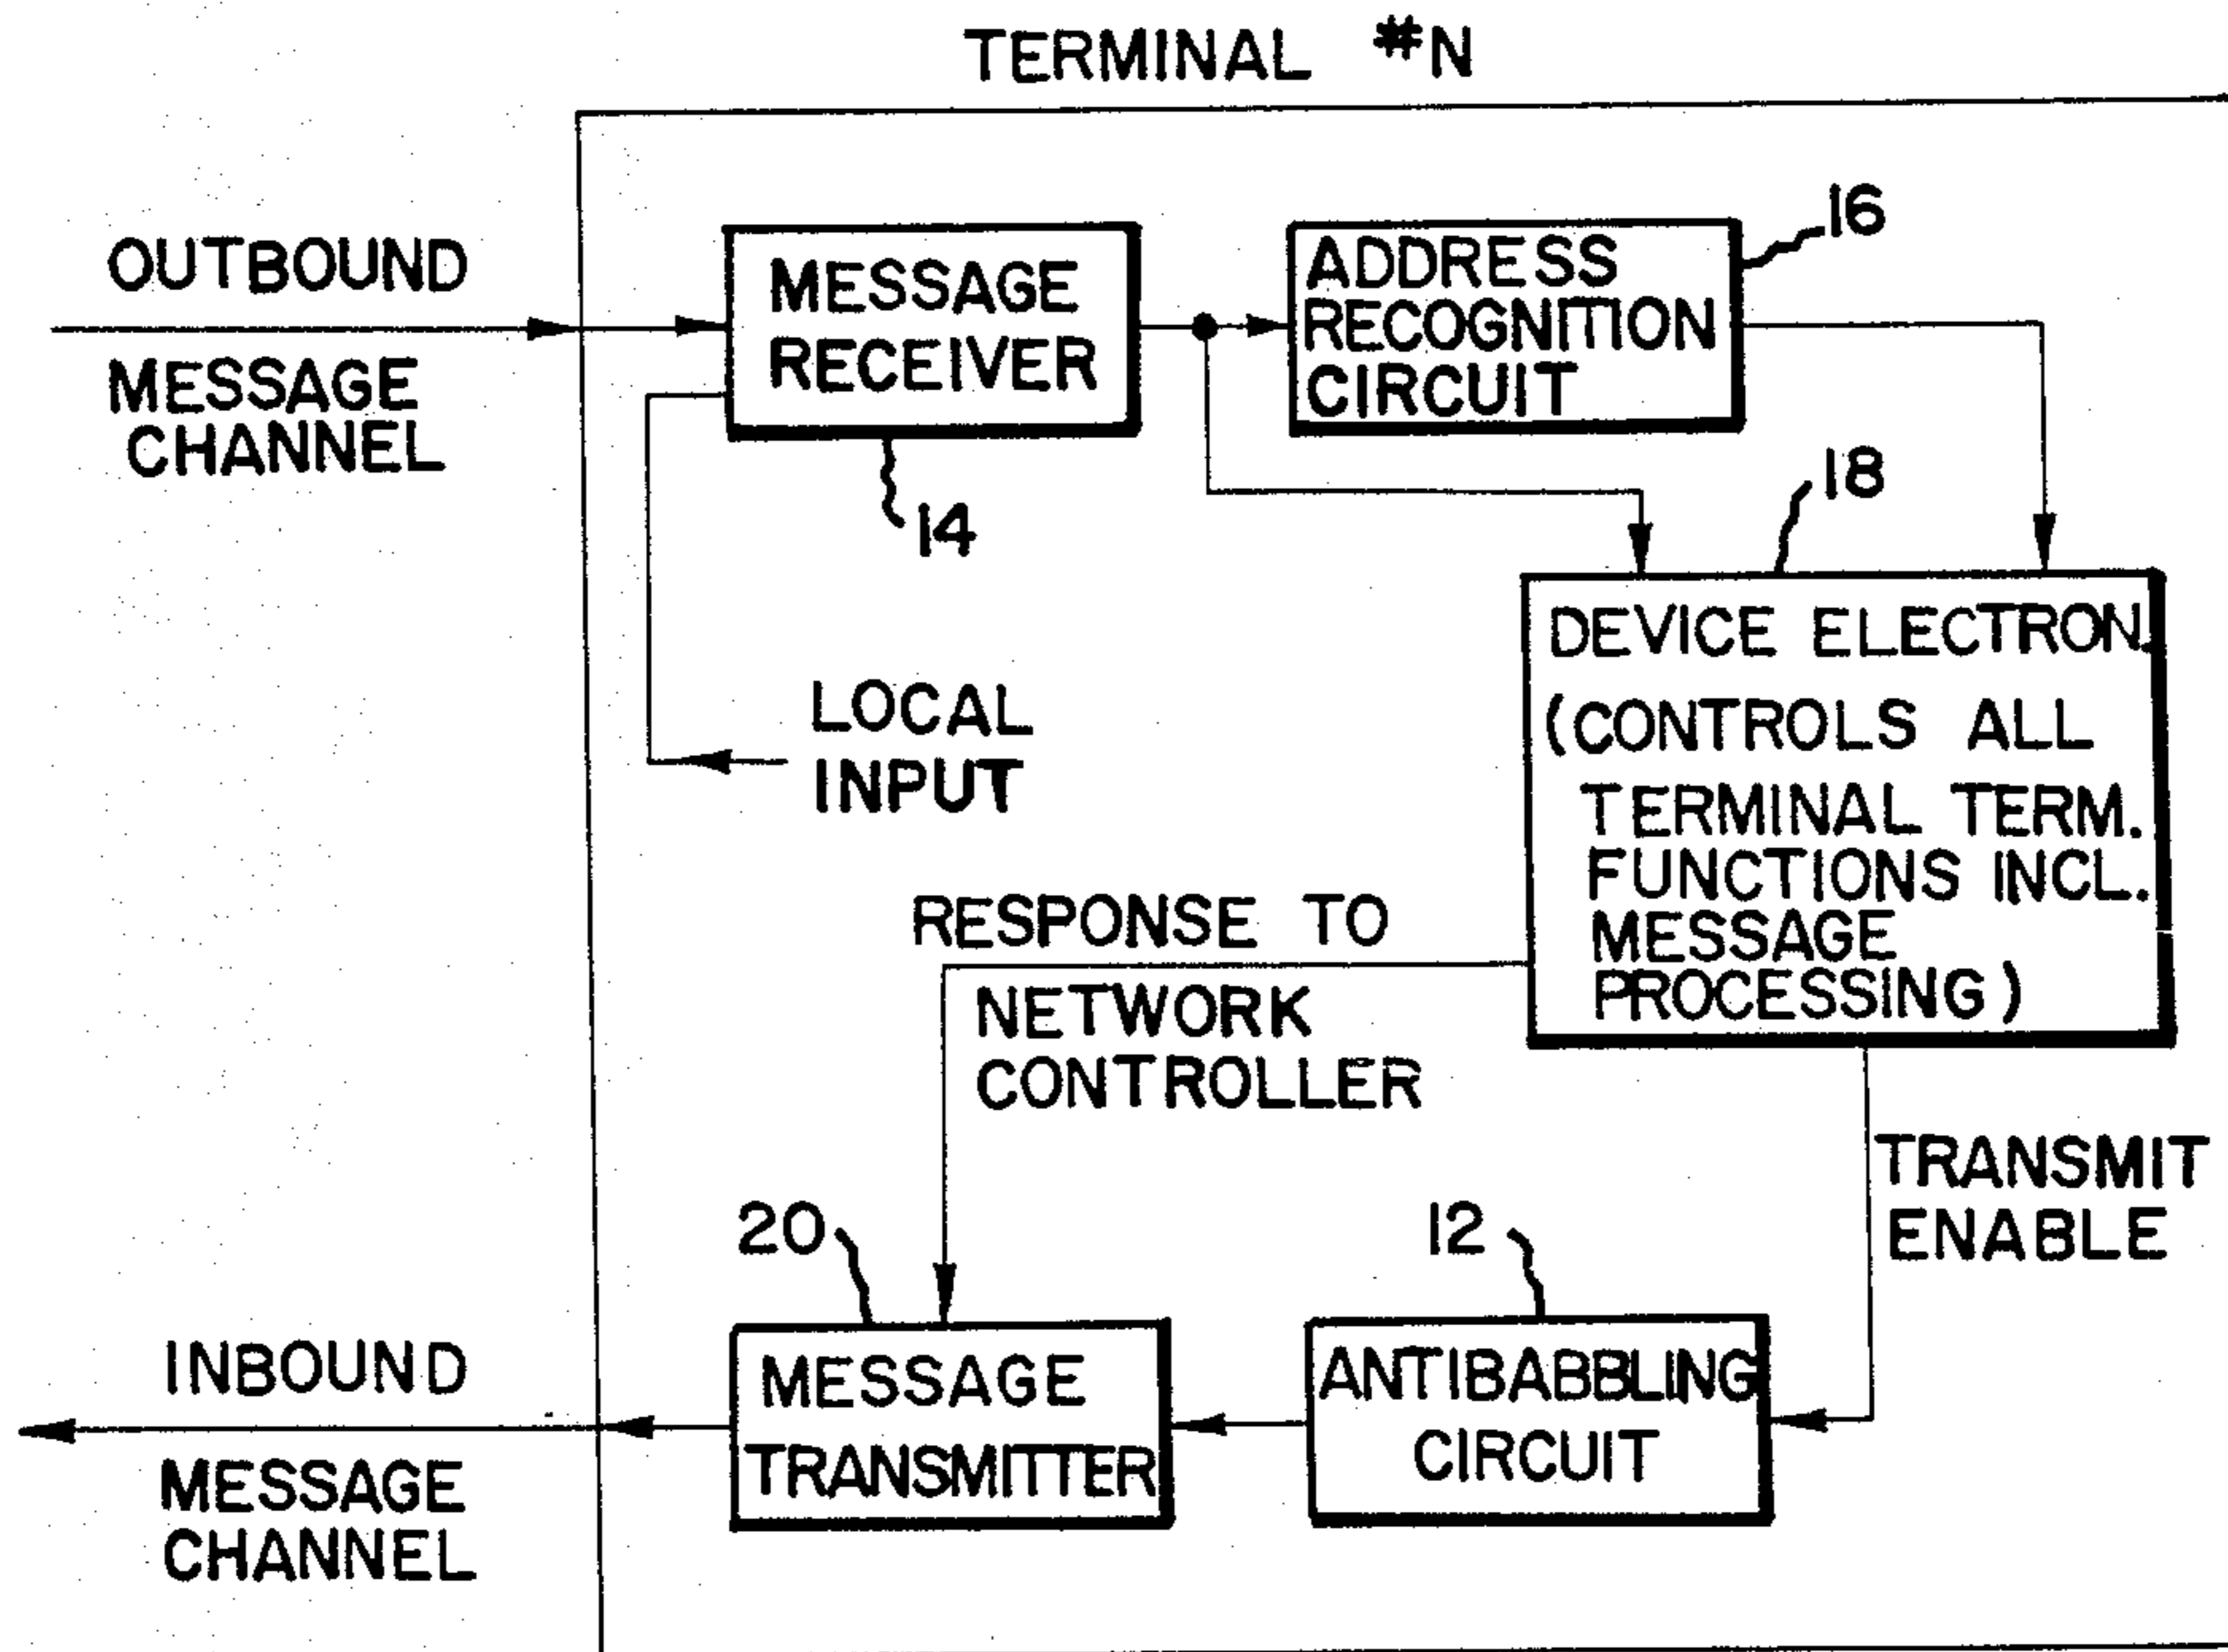 TERMINAL #N
OUTBOUND
MESSAGE
CHANNEL
MESSAGE
RECEIVER
14
ADDRESS
RECOGNITION
CIRCUIT
16
18
LOCAL
INPUT
DEVICE ELECTRON.
(CONTROLS ALL
TERMINAL TERM.
FUNCTIONS INCL.
MESSAGE
PROCESSING)
RESPONSE TO
NETWORK
CONTROLLER
TRANSMIT
ENABLE
20
12
INBOUND
MESSAGE
CHANNEL
MESSAGE
TRANSMITTER
ANTIBABBLING
CIRCUIT